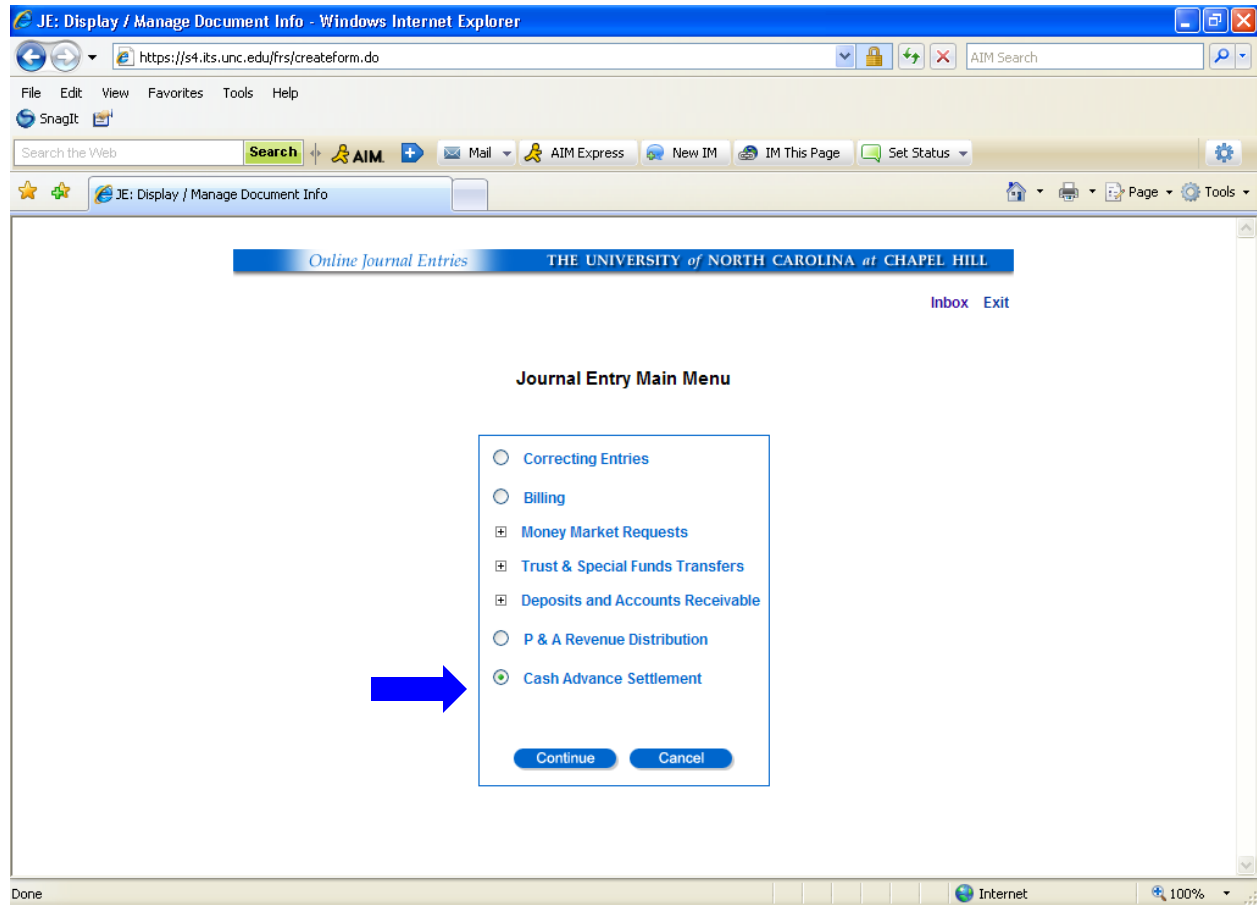 JE: Display / Manage Document Info - Windows Internet Explorer
https://s4.its.unc.edu/frs/createform.do
AIM Search
File Edit View Favorites Tools Help
SnagIt
Search the Web Search AIM. Mail AIM Express New IM IM This Page Set Status
JE: Display / Manage Document Info Page Tools
Online Journal Entries THE UNIVERSITY of NORTH CAROLINA at CHAPEL HILL
Inbox Exit
Journal Entry Main Menu
Correcting Entries
Billing
Money Market Requests
Trust & Special Funds Transfers
Deposits and Accounts Receivable
P & A Revenue Distribution
Cash Advance Settlement
Continue Cancel
Done Internet 100%